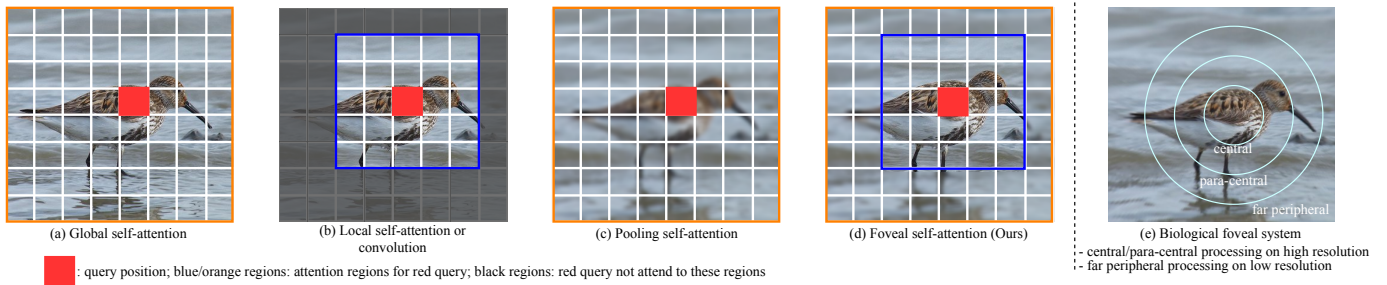 central
para-central
far peripheral
(a) Global self-attention
(b) Local self-attention or
convolution
(c) Pooling self-attention
(d) Foveal self-attention (Ours)
(e) Biological foveal system
: query position; blue/orange regions: attention regions for red query; black regions: red query not attend to these regions
- central/para-central processing on high resolution
- far peripheral processing on low resolution